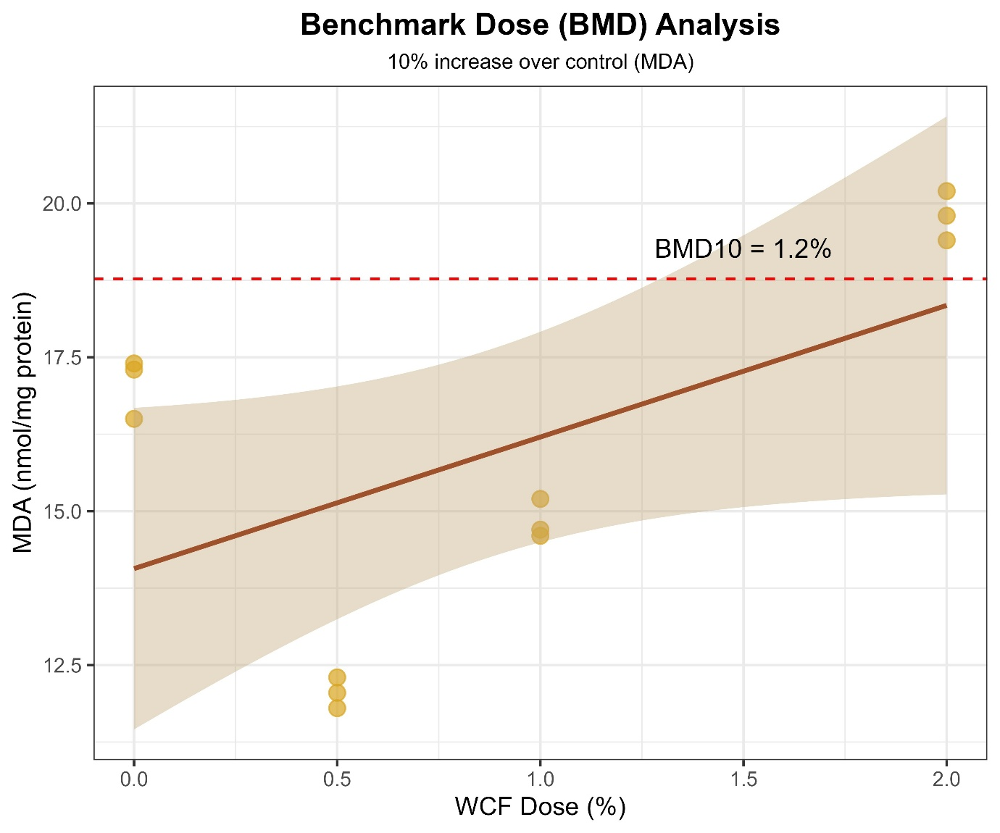 Benchmark Dose (BMD) Analysis
10% increase over control (MDA)
MDA (nmol/mg protein)
20.0
17.5
15.0
12.5
BMD10 = 1.2%
0.0 0.5 1.0 1.5 2.0
WCF Dose (%)